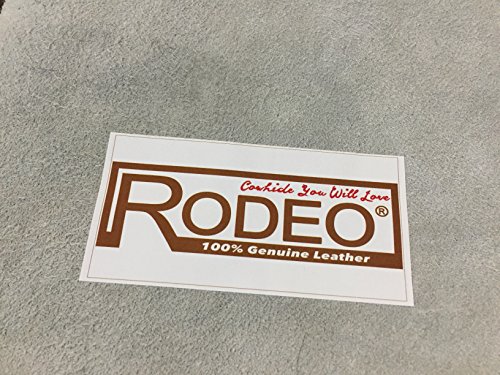 Cowhide You Will Love
RODEO®
100% Genuine Leather